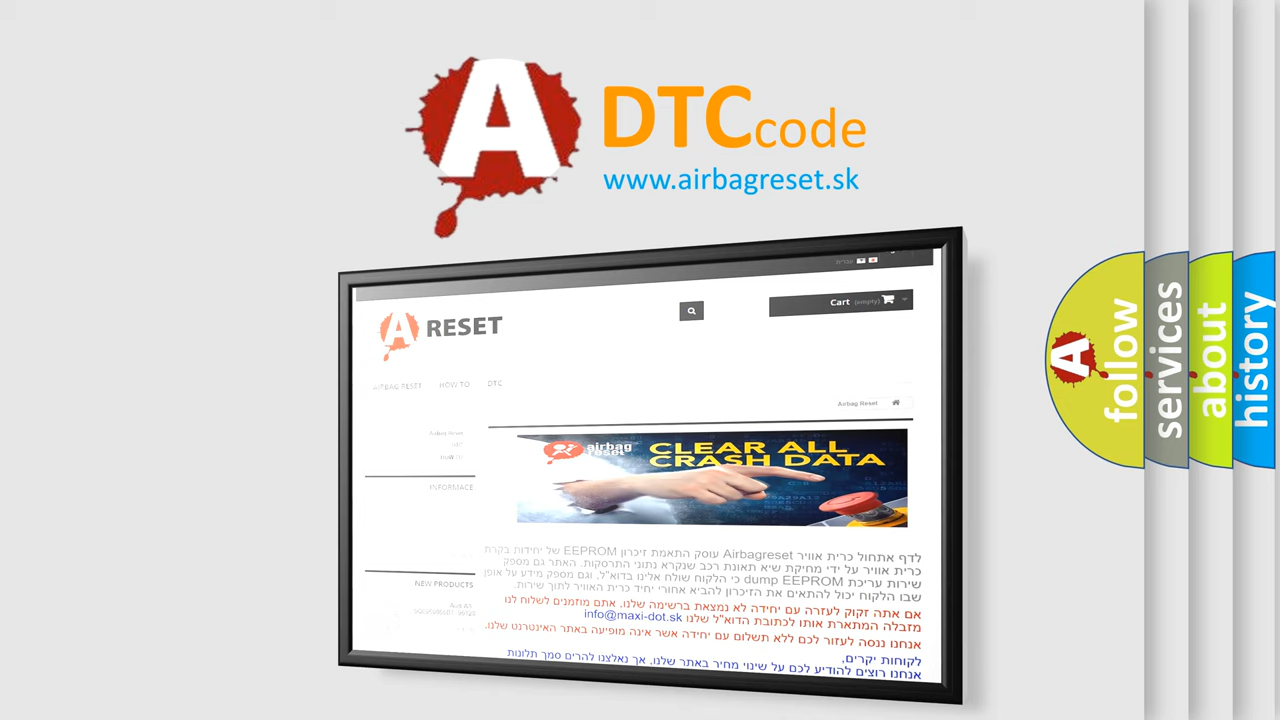 A
DTCcode
www.airbagreset.sk
עברית
Cart (empty)
A RESET
AIRBAG RESET HOW TO DTC
Airbag Reset
Airbag Reset
HOW TO
INFORMACE
NEW PRODUCTS
airbag
reset
CLEAR ALL
CRASH DATA
לדף אתחול כרית אוויר Airbagreset עוסק התאמת זיכרון EEPROM של יחידות בקרת
כרית אוויר על ידי מחיקת שיא תאונת רכב שנקרא נתוני התרסקות. האתר גם מספק
שירות עריכת dump EEPROM כי הלקוח שולח אלינו בדוא"ל, וגם מספק מידע על אופן
שבו הלקוח יכול להתאים את הזיכרון להביא אחורי יחיד כרית האוויר לתוך שירות.
אם אתה זקוק לעזרה עם יחידה לא נמצאת ברשימה שלנו, אתם מוזמנים לשלוח לנו
מזבלה המתארת אותו לכתובת הדוא"ל שלנו info@maxi-dot.sk
אנחנו ננסה לעזור לכם ללא תשלום עם יחידה אשר אינה מופיעה באתר האינטרנט שלנו.
לקוחות יקרים,
אנחנו רוצים להודיע לכם על שינוי מחיר באתר שלנו, אך נאלצנו להרים סמך תלונות
A
follow
services
about
history